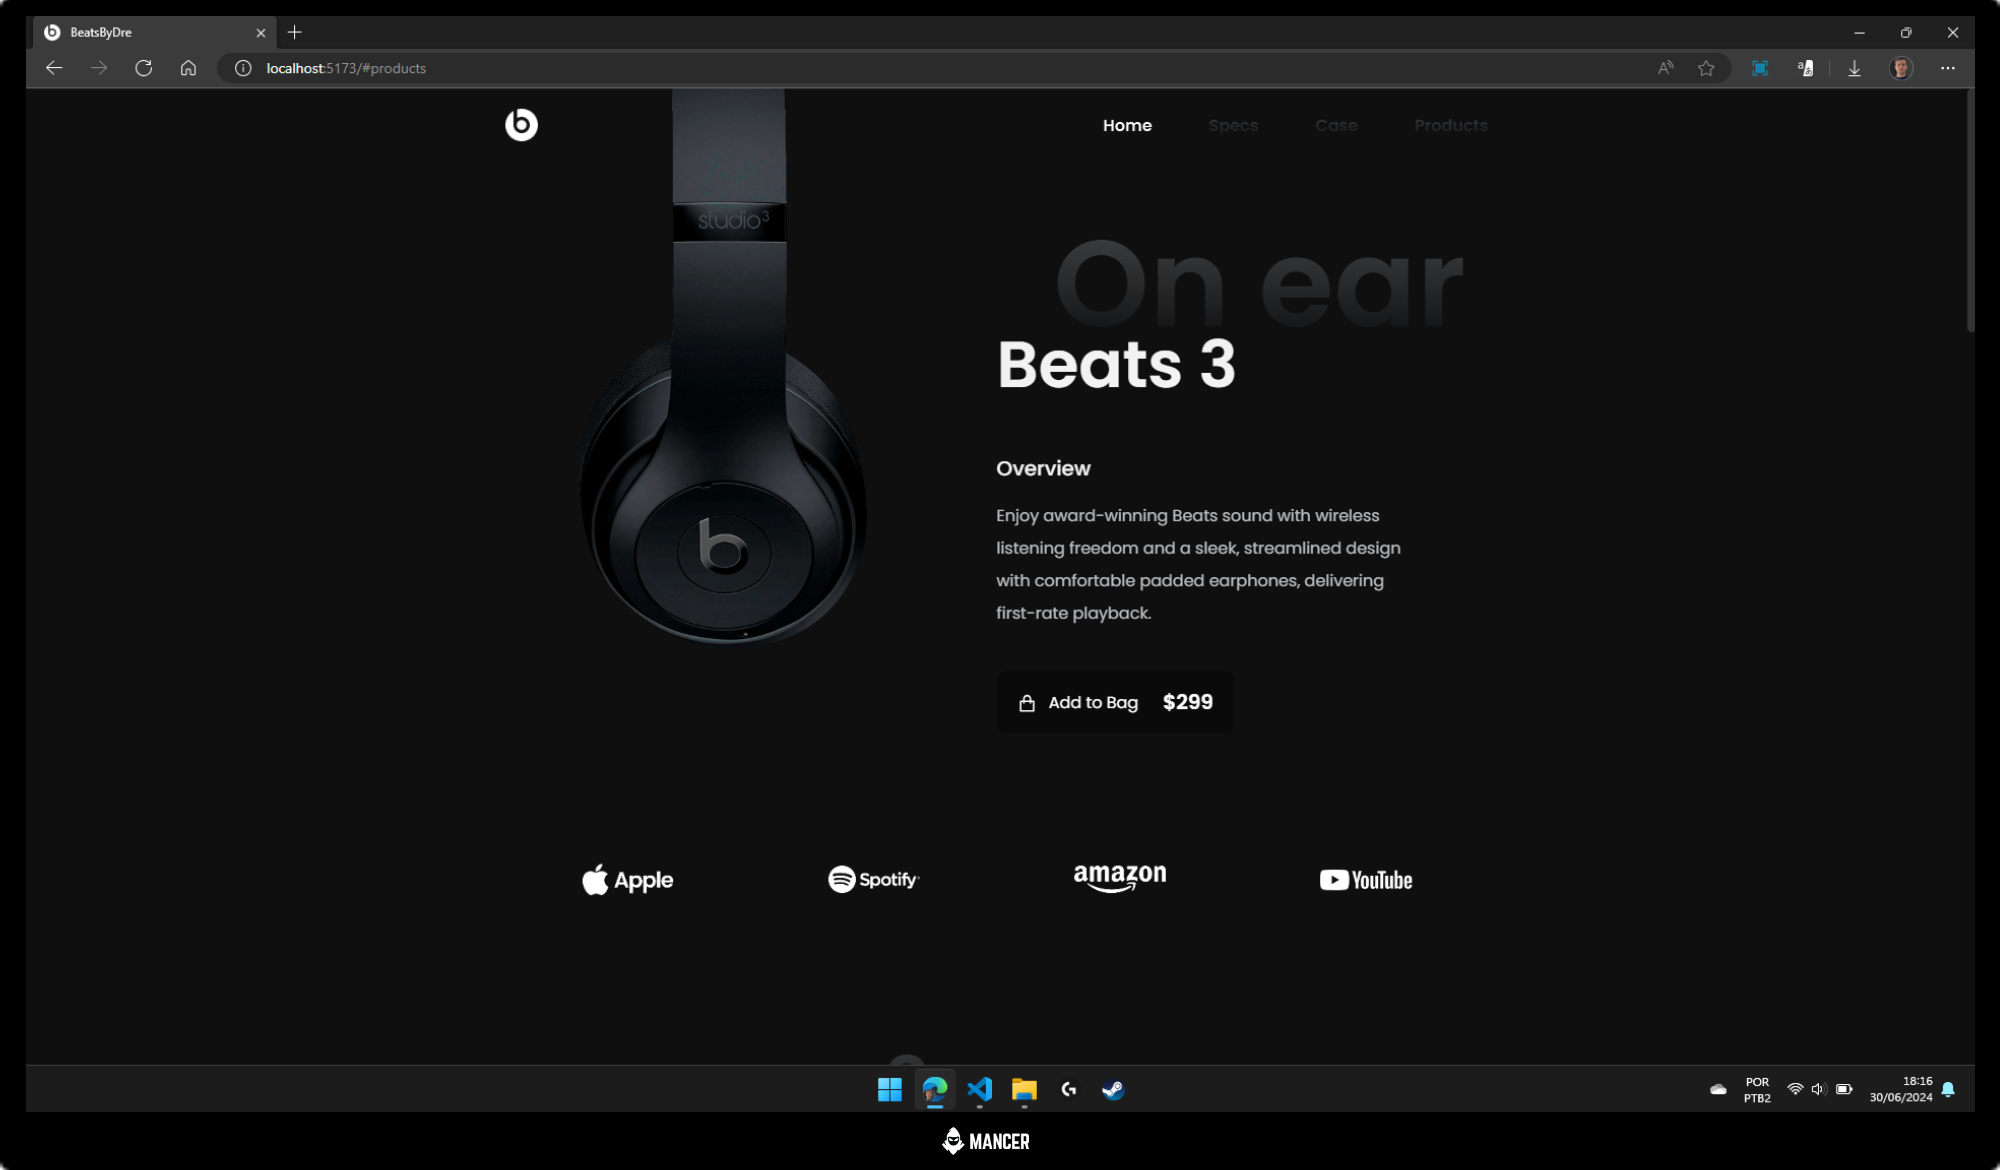 BeatsByDre
localhost:5173/#products
Home Specs Case Products
studio3
On ear
Beats 3
Overview
Enjoy award-winning Beats sound with wireless
listening freedom and a sleek, streamlined design
with comfortable padded earphones, delivering
first-rate playback.
Add to Bag $299
Apple Spotify amazon YouTube
POR
PTB2
18:16
30/06/2024
MANCER